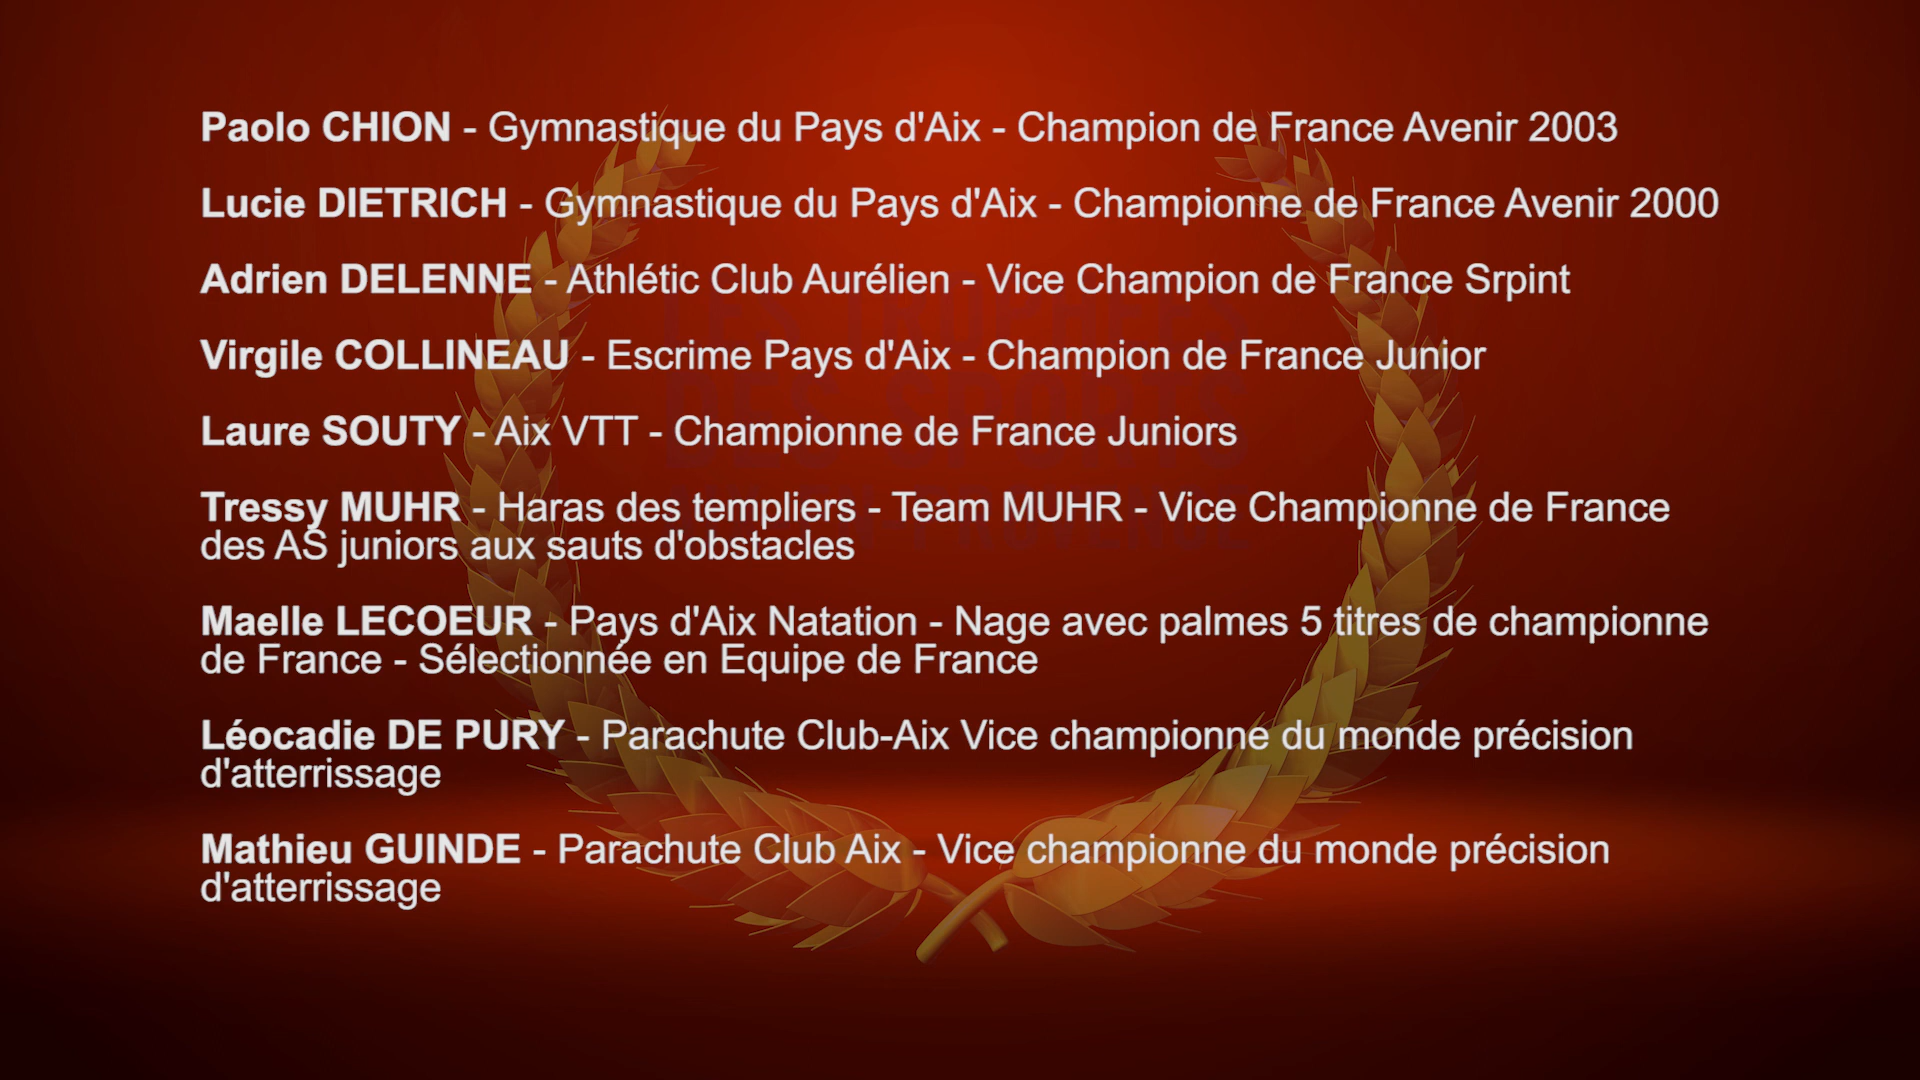 Paolo CHION - Gymnastique du Pays d'Aix - Champion de France Avenir 2003
Lucie DIETRICH - Gymnastique du Pays d'Aix - Championne de France Avenir 2000
Adrien DELENNE - Athlétic Club Aurélien - Vice Champion de France Srpint
Virgile COLLINEAU - Escrime Pays d'Aix - Champion de France Junior
Laure SOUTY - Aix VTT - Championne de France Juniors
Tressy MUHR - Haras des templiers - Team MUHR - Vice Championne de France
des AS juniors aux sauts d'obstacles
Maelle LECOEUR - Pays d'Aix Natation - Nage avec palmes 5 titres de championne
de France - Sélectionnée en Equipe de France
Léocadie DE PURY - Parachute Club-Aix Vice championne du monde précision
d'atterrissage
Mathieu GUINDE - Parachute Club Aix - Vice championne du monde précision
d'atterrissage
LES TROPHÉES
DES SPORTS